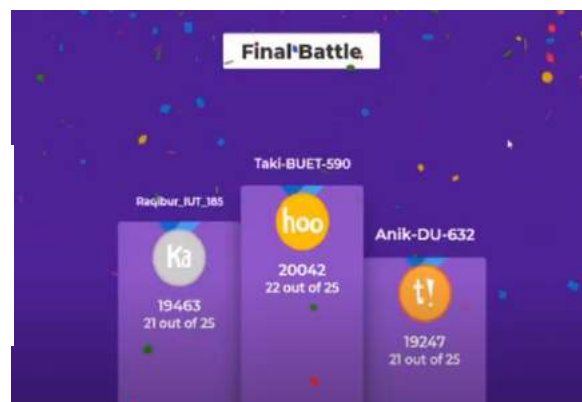 Final Battle
Taki-BUET-590
Raqibur_IUT_185
hoo
Anik-DU-632
Ka
20042
22 out of 25
t!
19463
21 out of 25
19247
21 out of 25